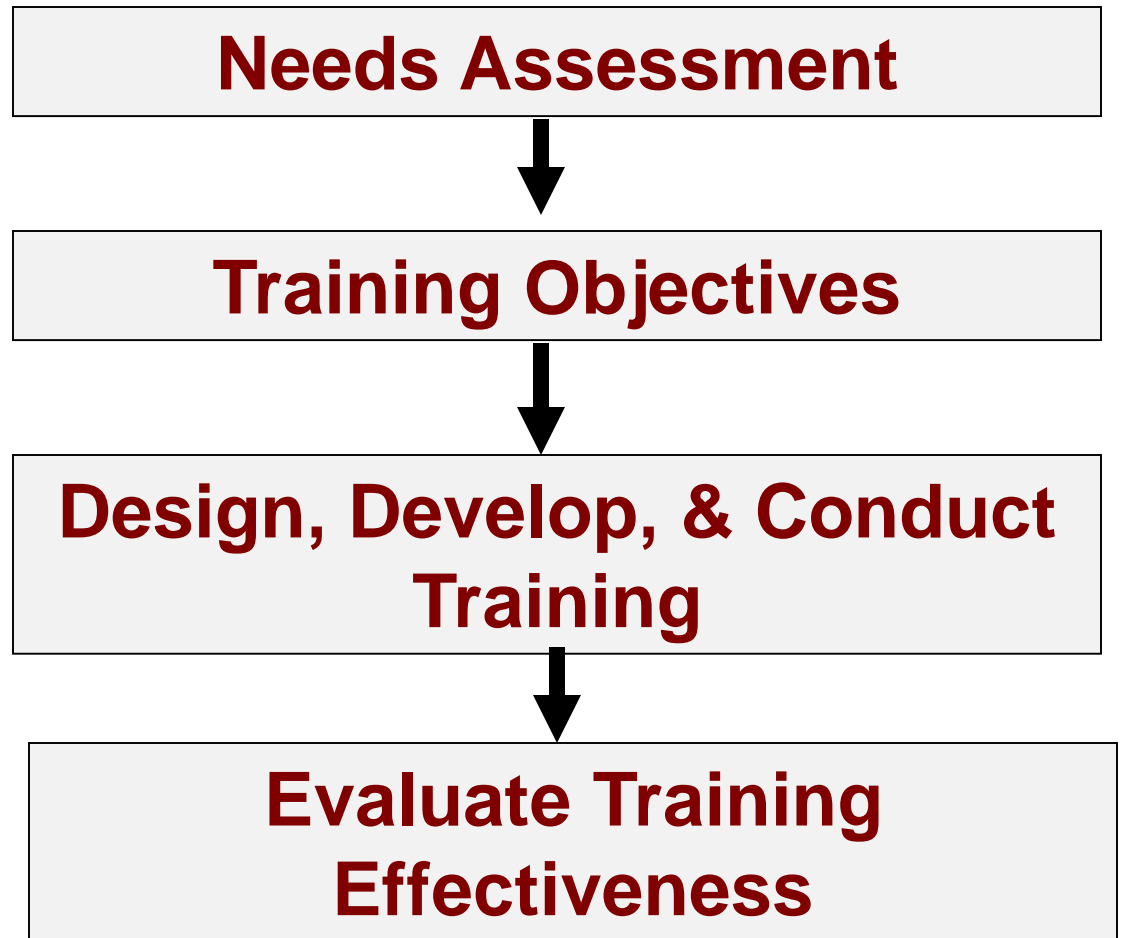 Needs Assessment
Training Objectives
Design, Develop, & Conduct
Training
Evaluate Training
Effectiveness